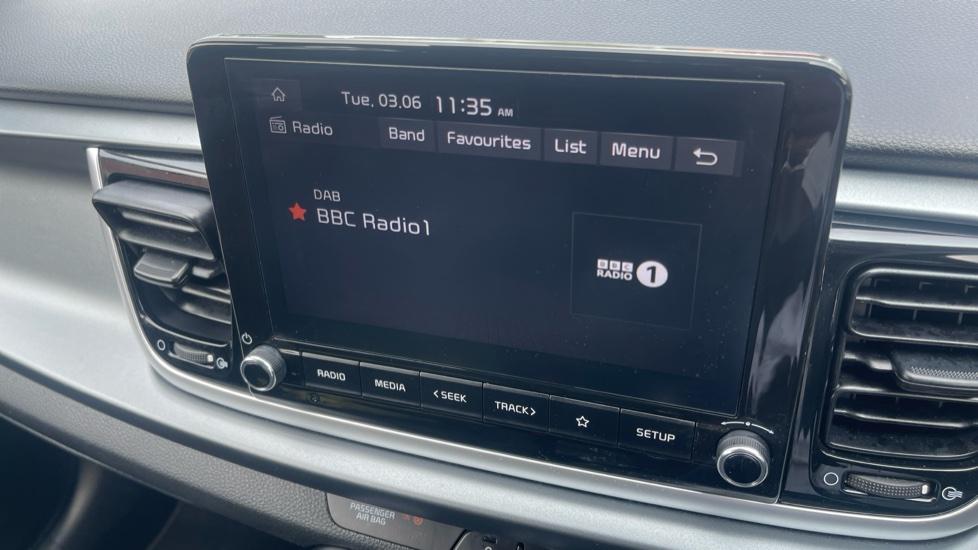 Tue, 03.06 11:35 AM
Radio
Band Favourites List Menu
DAB
BBC Radio1
BBC
RADIO 1
RADIO MEDIA <SEEK TRACK> SETUP
PASSENGER
AIR BAG